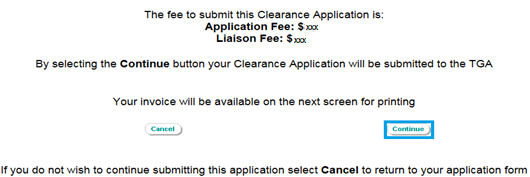 The fee to submit this Clearance Application is:
Application Fee: $xxx
Liaison Fee: $xxx
By selecting the Continue button your Clearance Application will be submitted to the TGA
Your invoice will be available on the next screen for printing
Cancel Continue
If you do not wish to continue submitting this application select Cancel to return to your application form